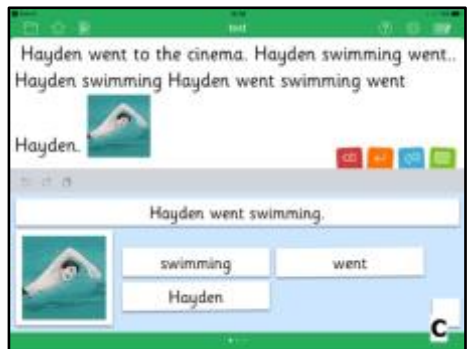 text
Hayden went to the cinema. Hayden swimming went..
Hayden swimming Hayden went swimming went
Hayden.
Hayden went swimming.
swimming
went
Hayden
C